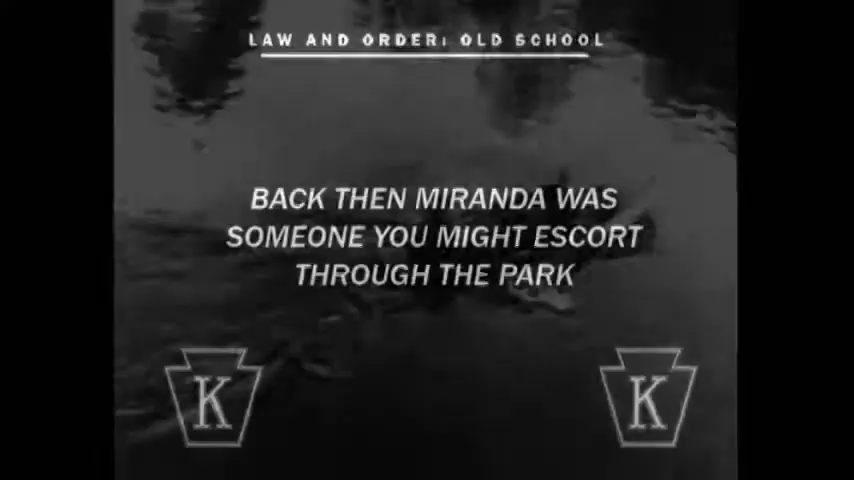 LAW AND ORDER: OLD SCHOOL
BACK THEN MIRANDA WAS
SOMEONE YOU MIGHT ESCORT
THROUGH THE PARK
K K